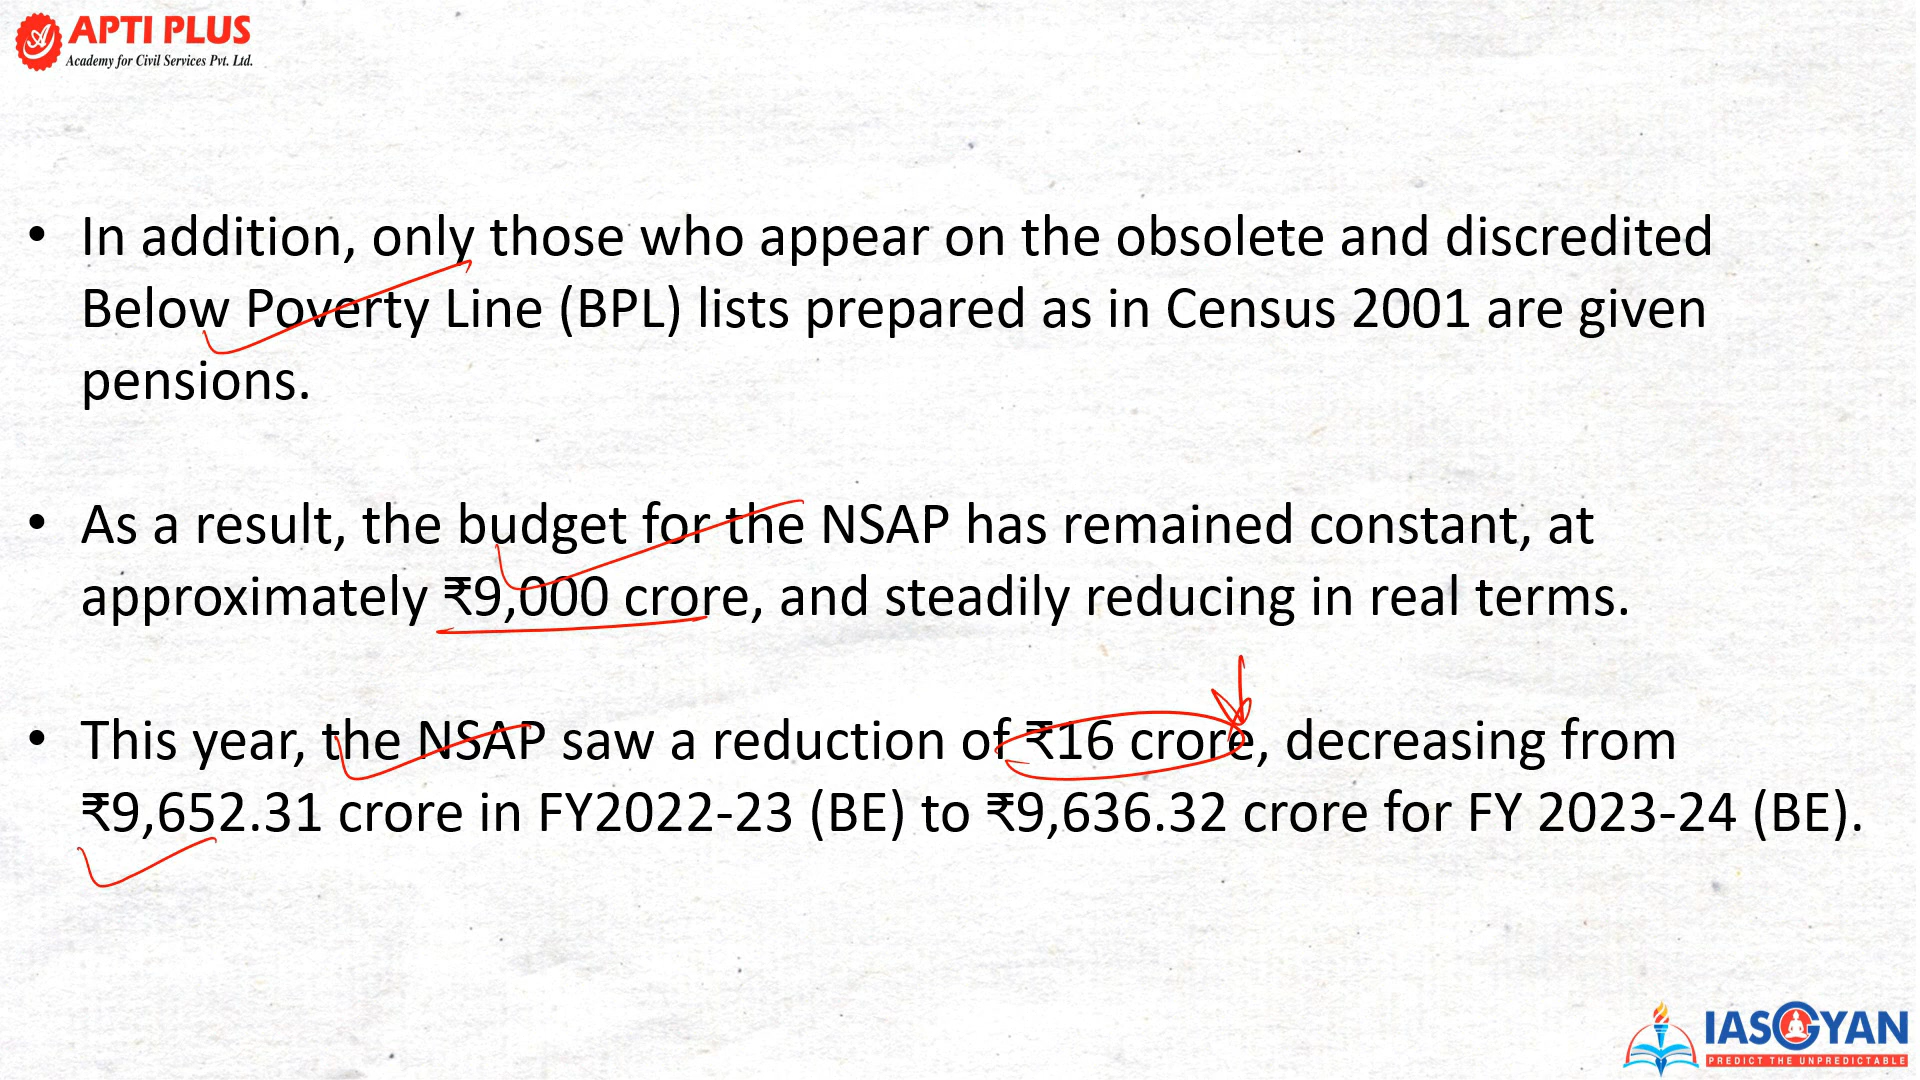 APTI PLUS
Academy for Civil Services Pvt. Ltd.
• In addition, only those who appear on the obsolete and discredited
Below Poverty Line (BPL) lists prepared as in Census 2001 are given
pensions.
• As a result, the budget for the NSAP has remained constant, at
approximately ₹9,000 crore, and steadily reducing in real terms.
• This year, the NSAP saw a reduction of ₹16 crore, decreasing from
₹9,652.31 crore in FY2022-23 (BE) to ₹9,636.32 crore for FY 2023-24 (BE).
IASGYAN
PREDICT THE UNPREDICTABLE